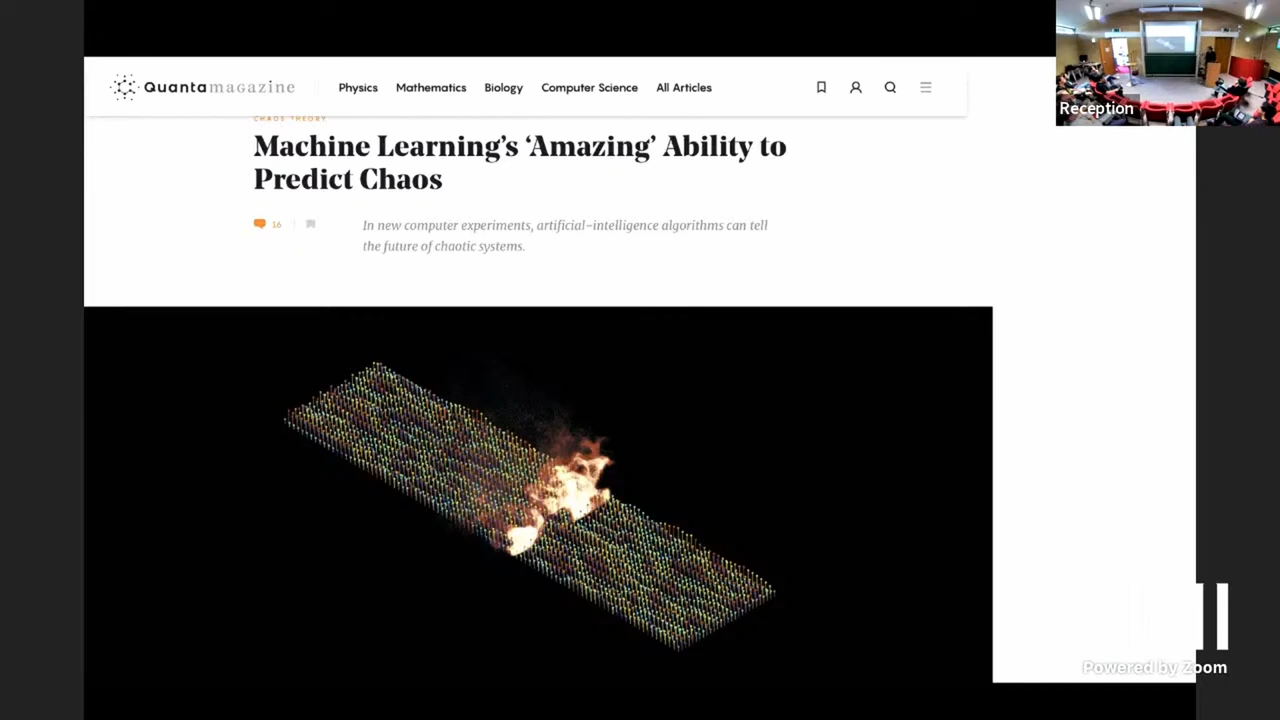 Quantamagazine
Physics Mathematics Biology Computer Science All Articles
CHAOS THEORY
Machine Learning's ‘Amazing’ Ability to
Predict Chaos
16
In new computer experiments, artificial-intelligence algorithms can tell
the future of chaotic systems.
Reception
Powered by Zoom